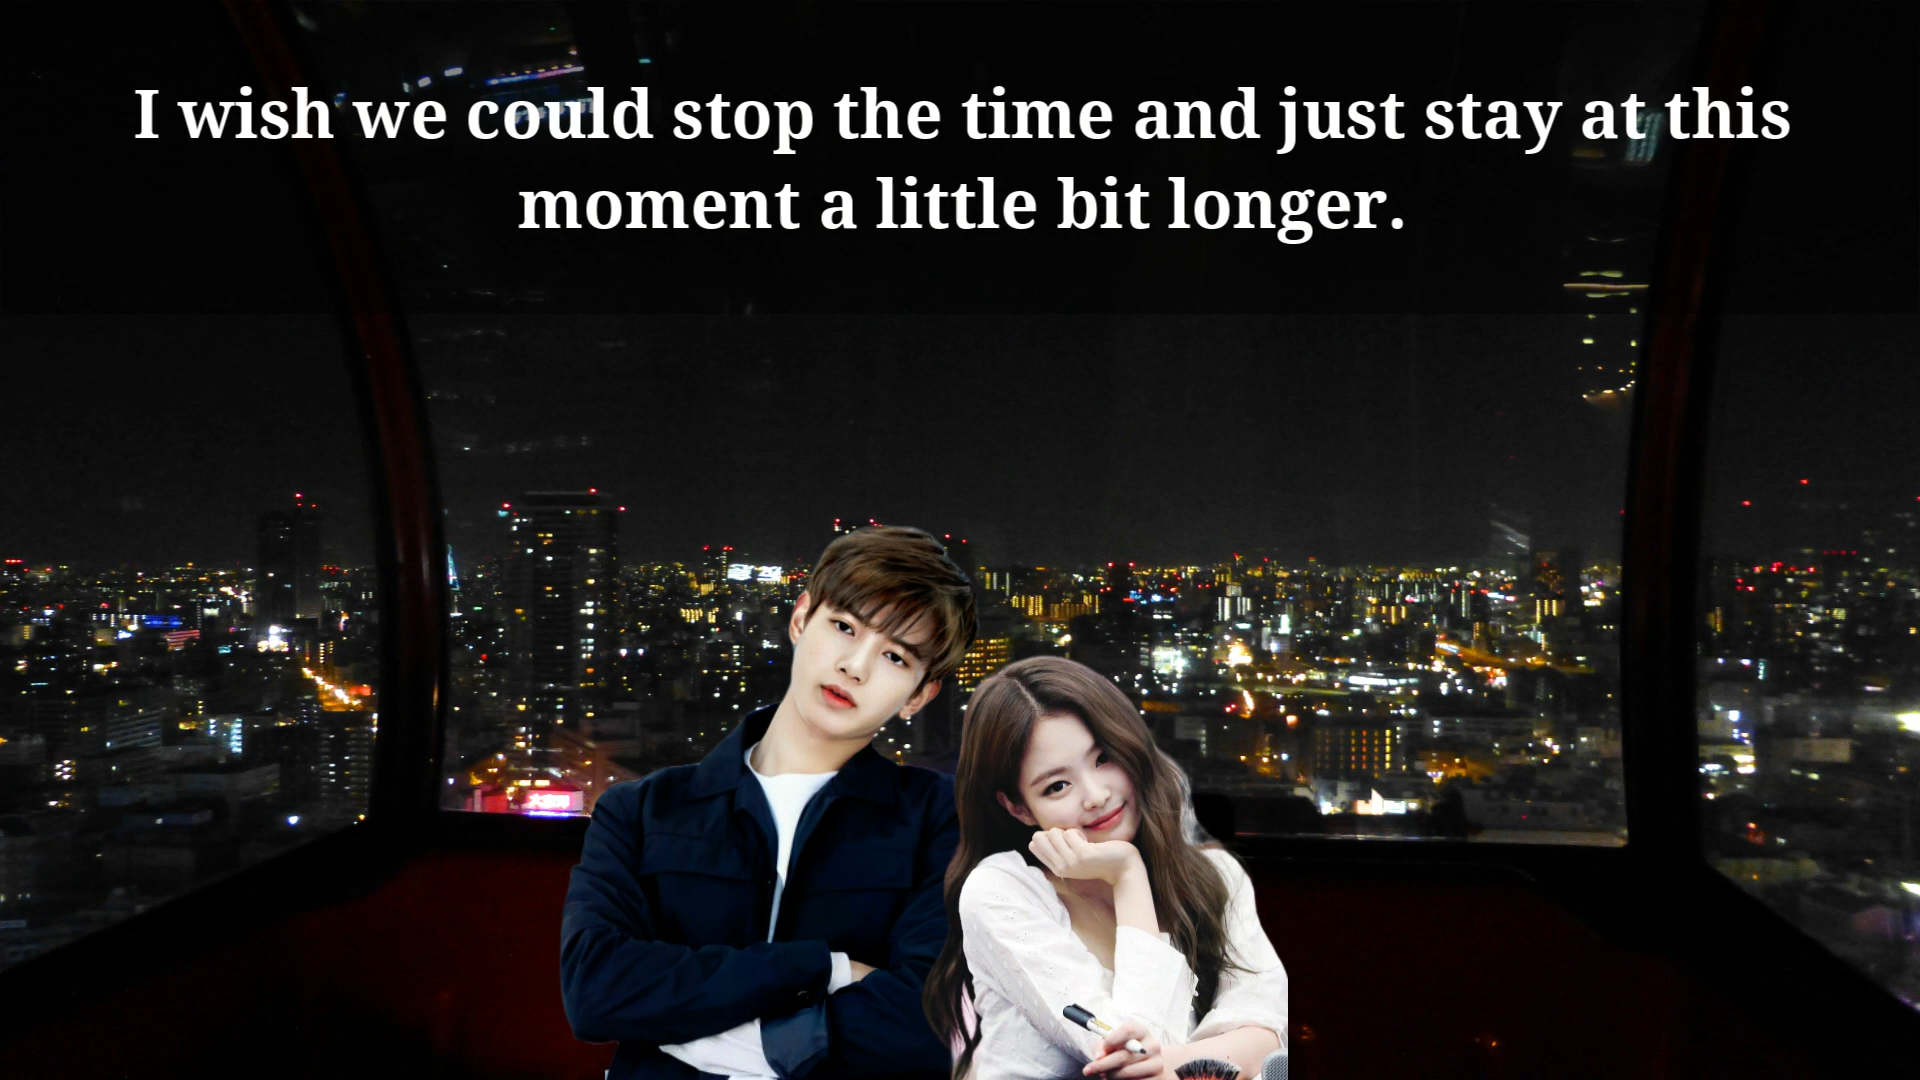 I wish we could stop the time and just stay at this
moment a little bit longer.